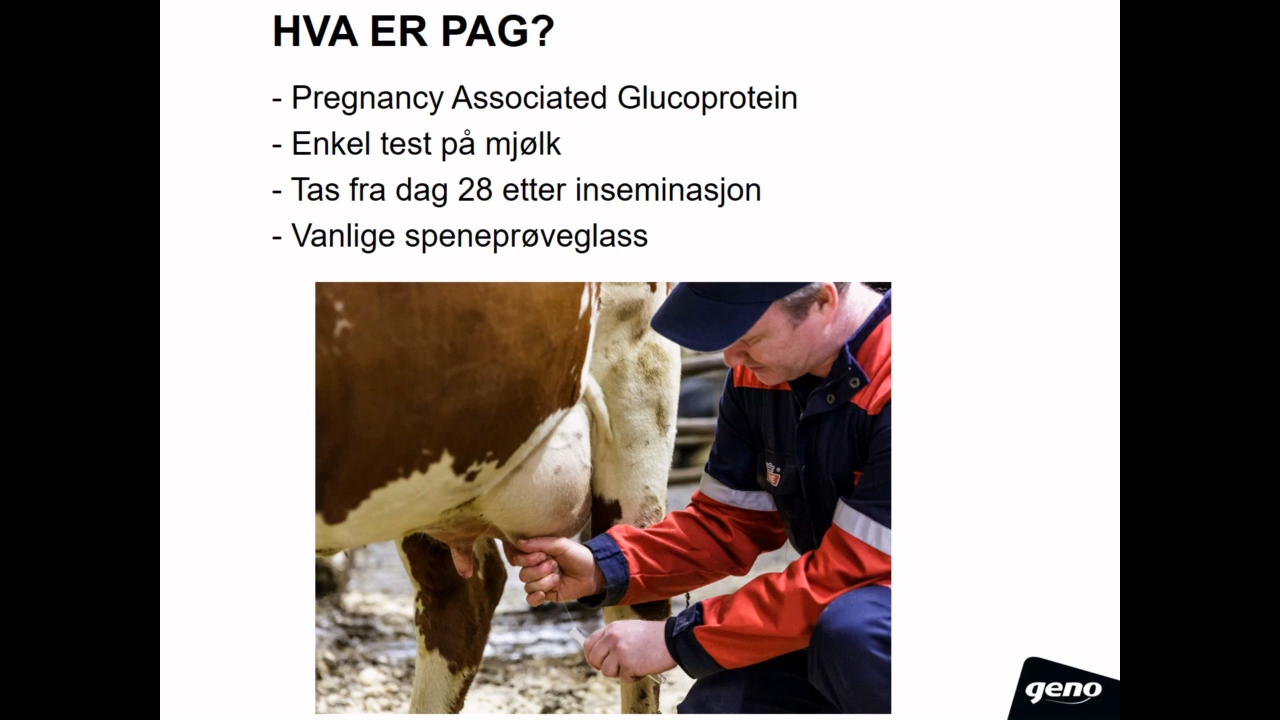 HVA ER PAG?
- Pregnancy Associated Glucoprotein
- Enkel test på mjølk
- Tas fra dag 28 etter inseminasjon
- Vanlige speneprøveglass
geno